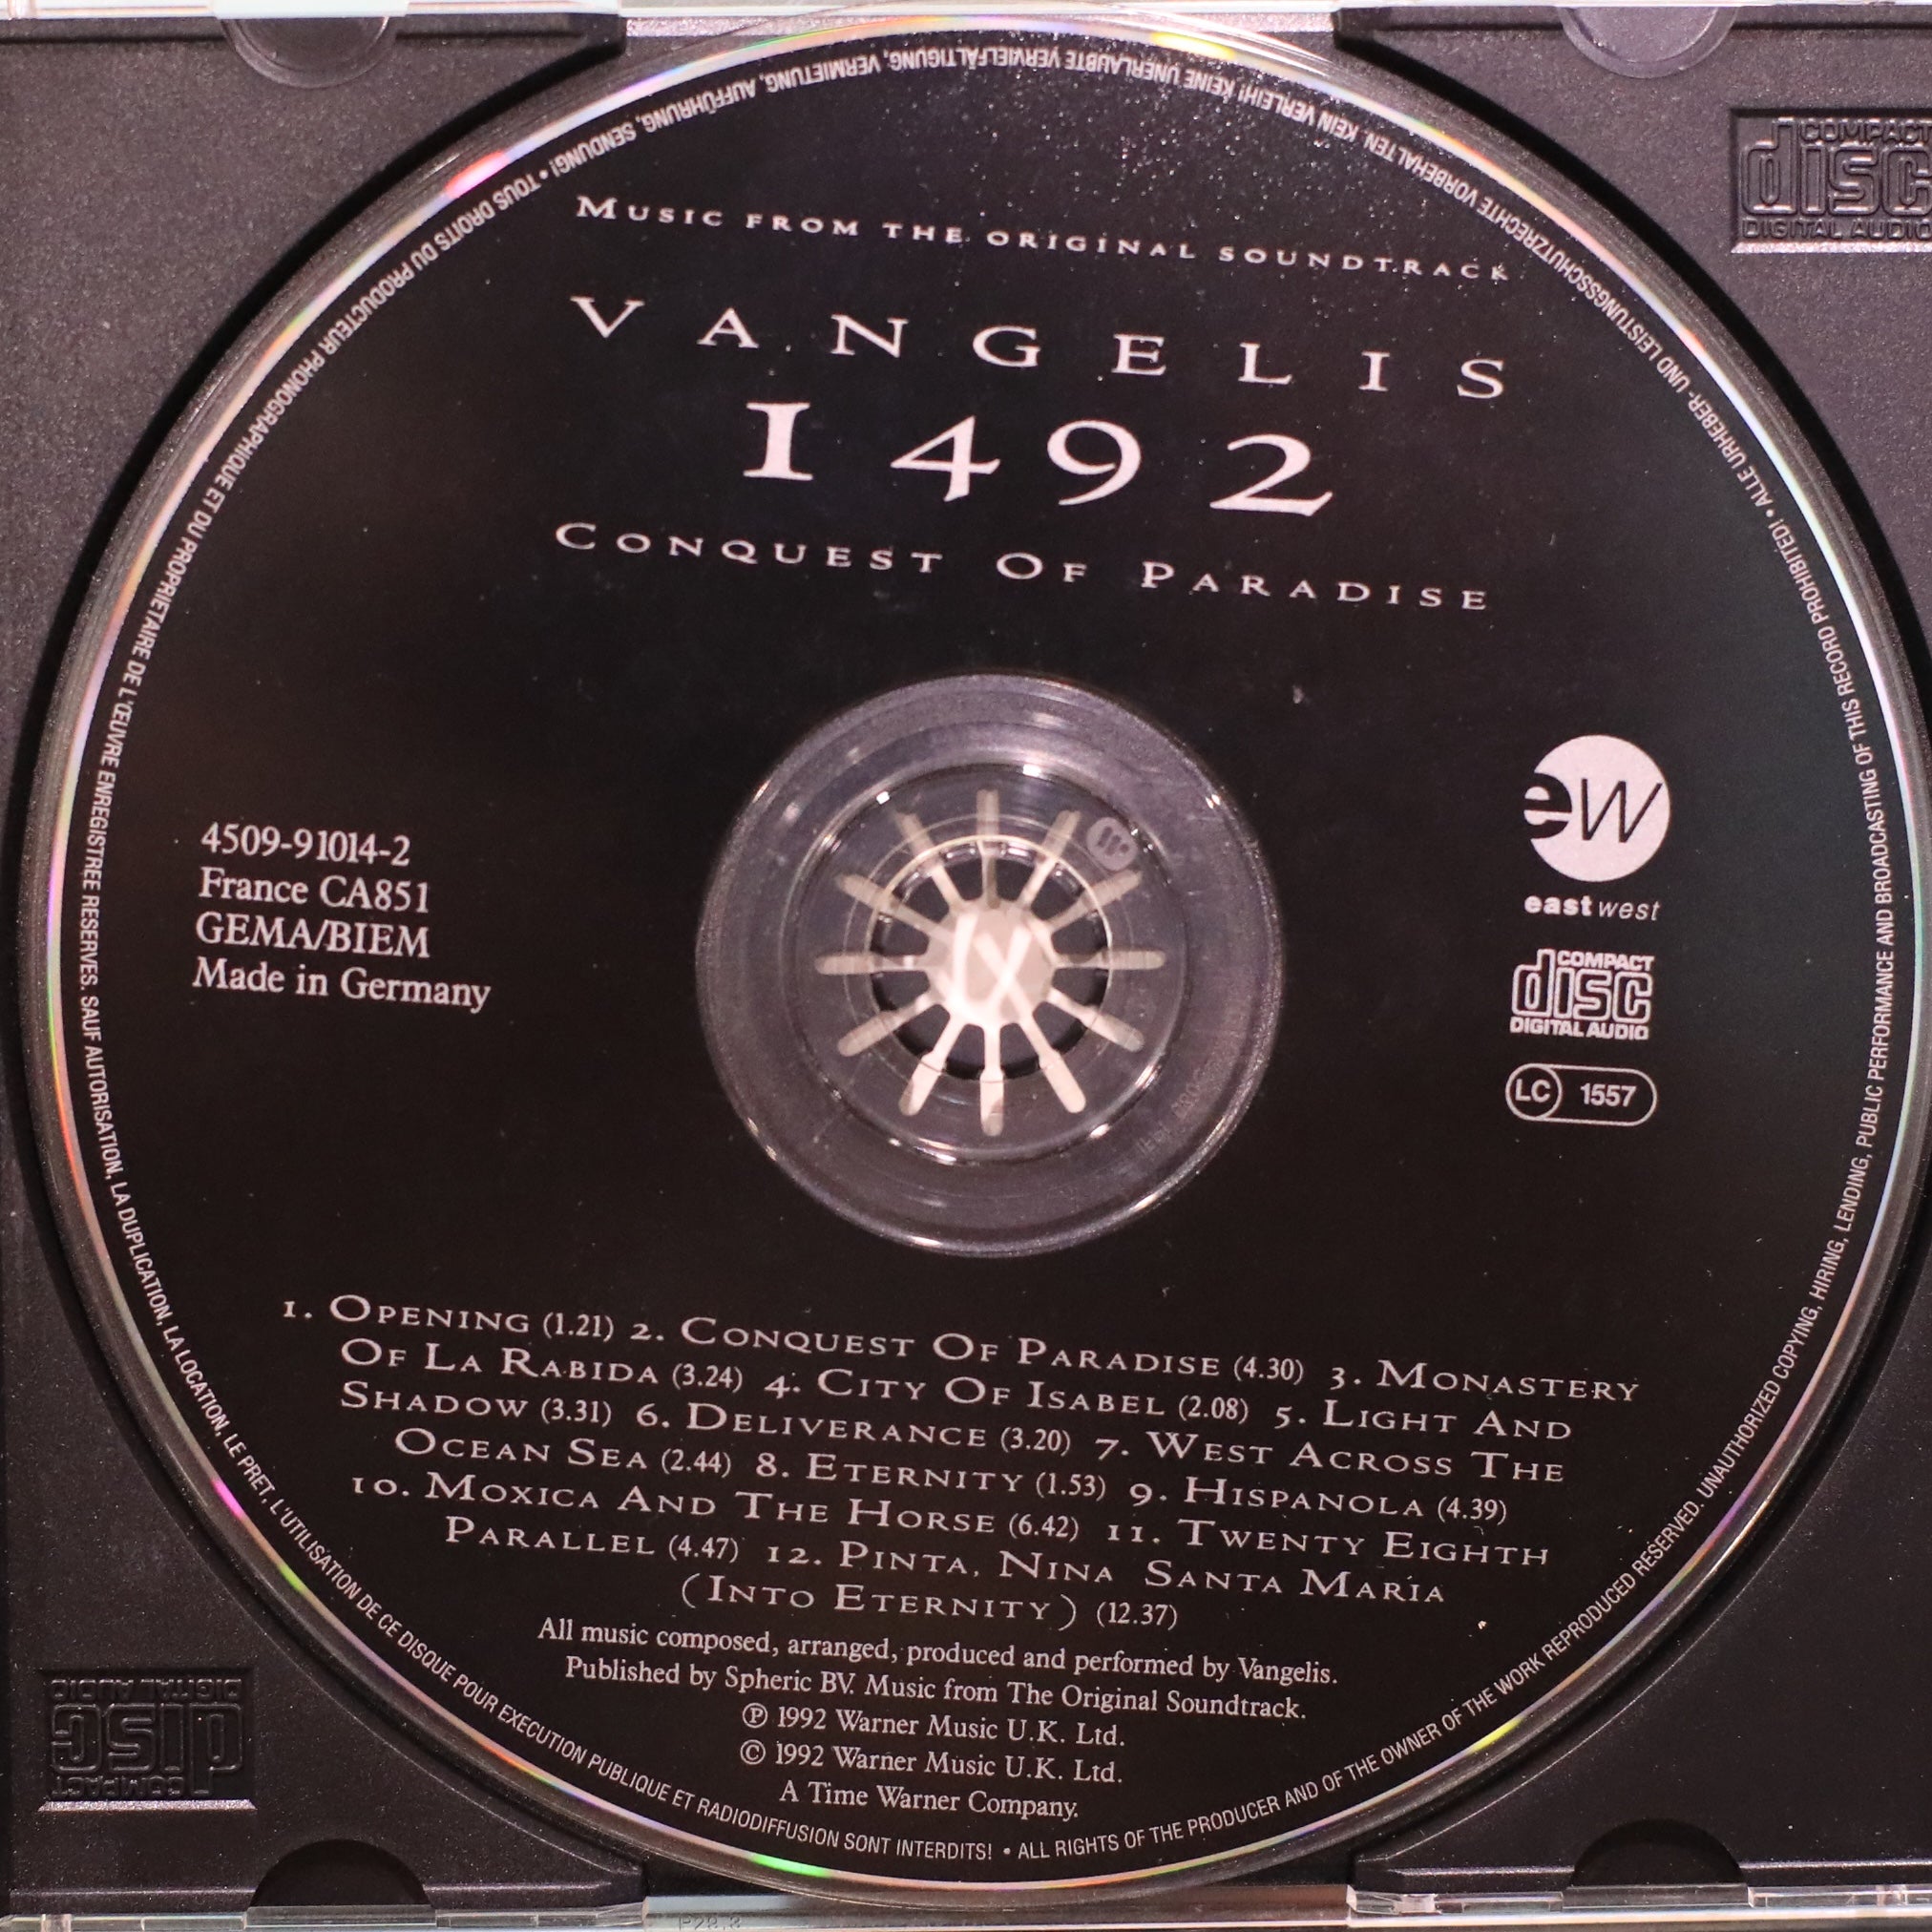 MUSIC FROM THE ORIGINAL SOUNDTRACK
VANGELIS
1492
CONQUEST OF PARADISE
4509-91014-2
France CA851
GEMA/BIEM
Made in Germany
ew
eastwest
COMPACT
disc
DIGITAL AUDIO
LC 1557
1. OPENING (1.21) 2. CONQUEST OF PARADISE (4.30) 3. MONASTERY
OF LA RABIDA (3.24) 4. CITY OF ISABEL (2.08) 5. LIGHT AND
SHADOW (3.31) 6. DELIVERANCE (3.20) 7. WEST ACROSS THE
OCEAN SEA (2.44) 8. ETERNITY (1.53) 9. HISPANOLA (4.39)
10. MOXICA AND THE HORSE (6.42) 11. TWENTY EIGHTH
PARALLEL (4.47) 12. PINTA, NINA SANTA MARÍA
(INTO ETERNITY) (12.37)
All music composed, arranged, produced and performed by Vangelis.
Published by Spheric BV. Music from The Original Soundtrack.
℗ 1992 Warner Music U.K. Ltd.
© 1992 Warner Music U.K. Ltd.
A Time Warner Company.
• ALL RIGHTS OF THE PRODUCER AND OF THE OWNER OF THE WORK REPRODUCED RESERVED. UNAUTHORIZED COPYING, HIRING, LENDING, PUBLIC PERFORMANCE AND BROADCASTING OF THIS RECORD PROHIBITED! • ALLE URHEBER- UND LEISTUNGSSCHUTZRECHTE VORBEHALTEN. KEIN VERLEIH! KEINE UNERLAUBTE VERVIELFÄLTIGUNG, VERMIETUNG, AUFFÜHRUNG, SENDUNG! • TOUS DROITS DU PRODUCTEUR PHONOGRAPHIQUE ET DU PROPRIETAIRE DE L'ŒUVRE ENREGISTREE RESERVES. SAUF AUTORISATION, LA DUPLICATION, LA LOCATION, LE PRET, L'UTILISATION DE CE DISQUE POUR EXECUTION PUBLIQUE ET RADIODIFFUSION SONT INTERDITS!
COMPACT
disc
DIGITAL AUDIO
COMPACT
disc
DIGITAL AUDIO